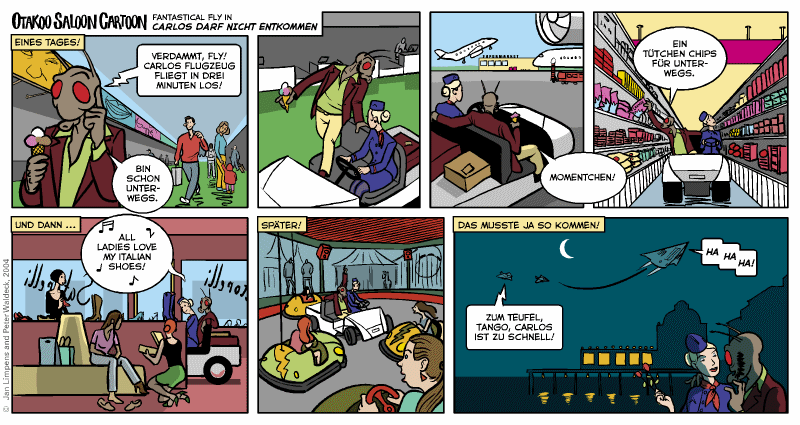 OTAKOO SALOON CARTOON
FANTASTICAL FLY IN
CARLOS DARF NICHT ENTKOMMEN
EINES TAGES!
VERDAMMT, FLY!
CARLOS FLUGZEUG
FLIEGT IN DREI
MINUTEN LOS!
BIN
SCHON
UNTER-
WEGS.
MOMENTCHEN!
EIN
TÜTCHEN CHIPS
FÜR UNTER-
WEGS.
UND DANN ...
ALL
LADIES LOVE
MY ITALIAN
SHOES!
SPÄTER!
DAS MUSSTE JA SO KOMMEN!
HA
HA
HA!
ZUM TEUFEL,
TANGO, CARLOS
IST ZU SCHNELL!
© Jan Limpens and Peter Waldeck, 2004